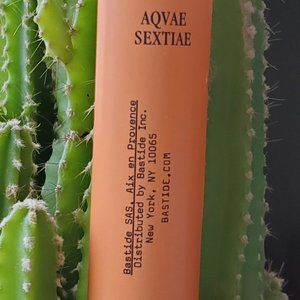 AQVAE
SEXTIAE
Bastide SAS, Aix en Provence
Distributed by Bastide Inc.
New York, NY 10065
BASTIDE.COM